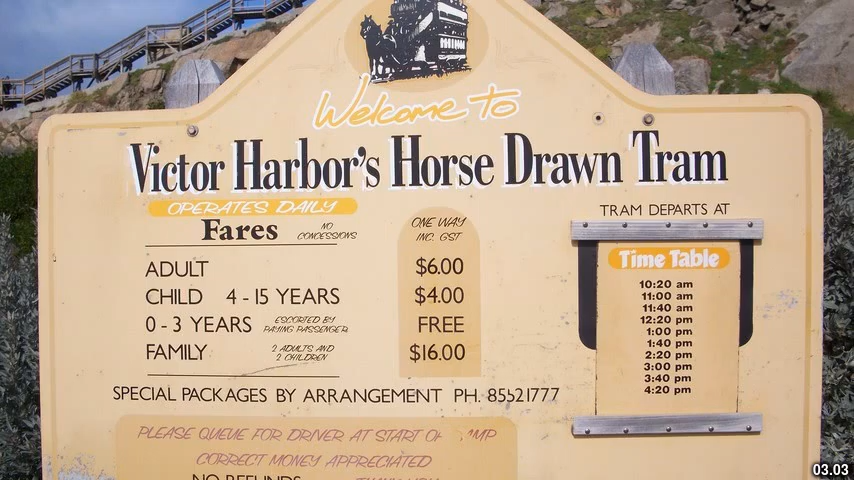 Welcome to
Victor Harbor's Horse Drawn Tram
OPERATES DAILY
Fares NO CONCESSIONS
ONE WAY
INC. GST
ADULT $6.00
CHILD 4-15 YEARS $4.00
0-3 YEARS ESCORTED BY PAYING PASSENGER FREE
FAMILY 2 ADULTS AND 2 CHILDREN $16.00
SPECIAL PACKAGES BY ARRANGEMENT PH. 85521777
PLEASE QUEUE FOR DRIVER AT START
CORRECT MONEY APPRECIATED
NO REFUNDS
TRAM DEPARTS AT
Time Table
10:20 am
11:00 am
11:40 am
12:20 pm
1:00 pm
1:40 pm
2:20 pm
3:00 pm
3:40 pm
4:20 pm
03.03